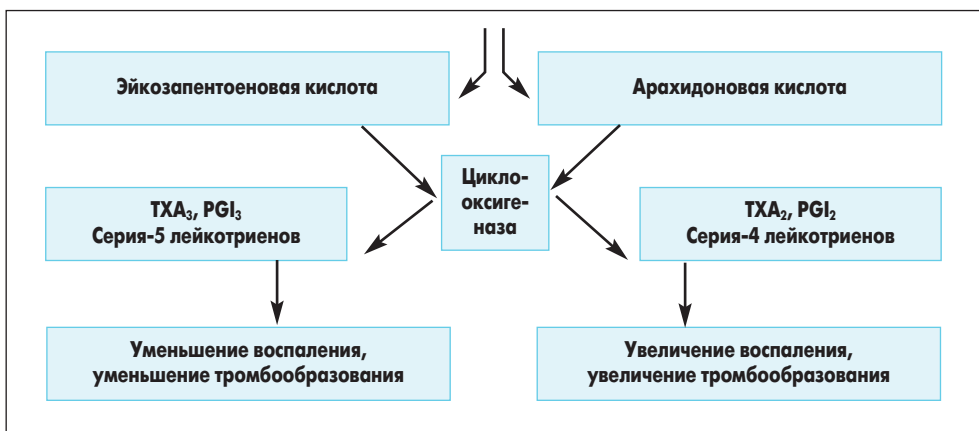 Эйкозапентоеновая кислота
Арахидоновая кислота
Цикло-
оксиге-
наза
TXA₃, PGI₃
Серия-5 лейкотриенов
TXA₂, PGI₂
Серия-4 лейкотриенов
Уменьшение воспаления,
уменьшение тромбообразования
Увеличение воспаления,
увеличение тромбообразования